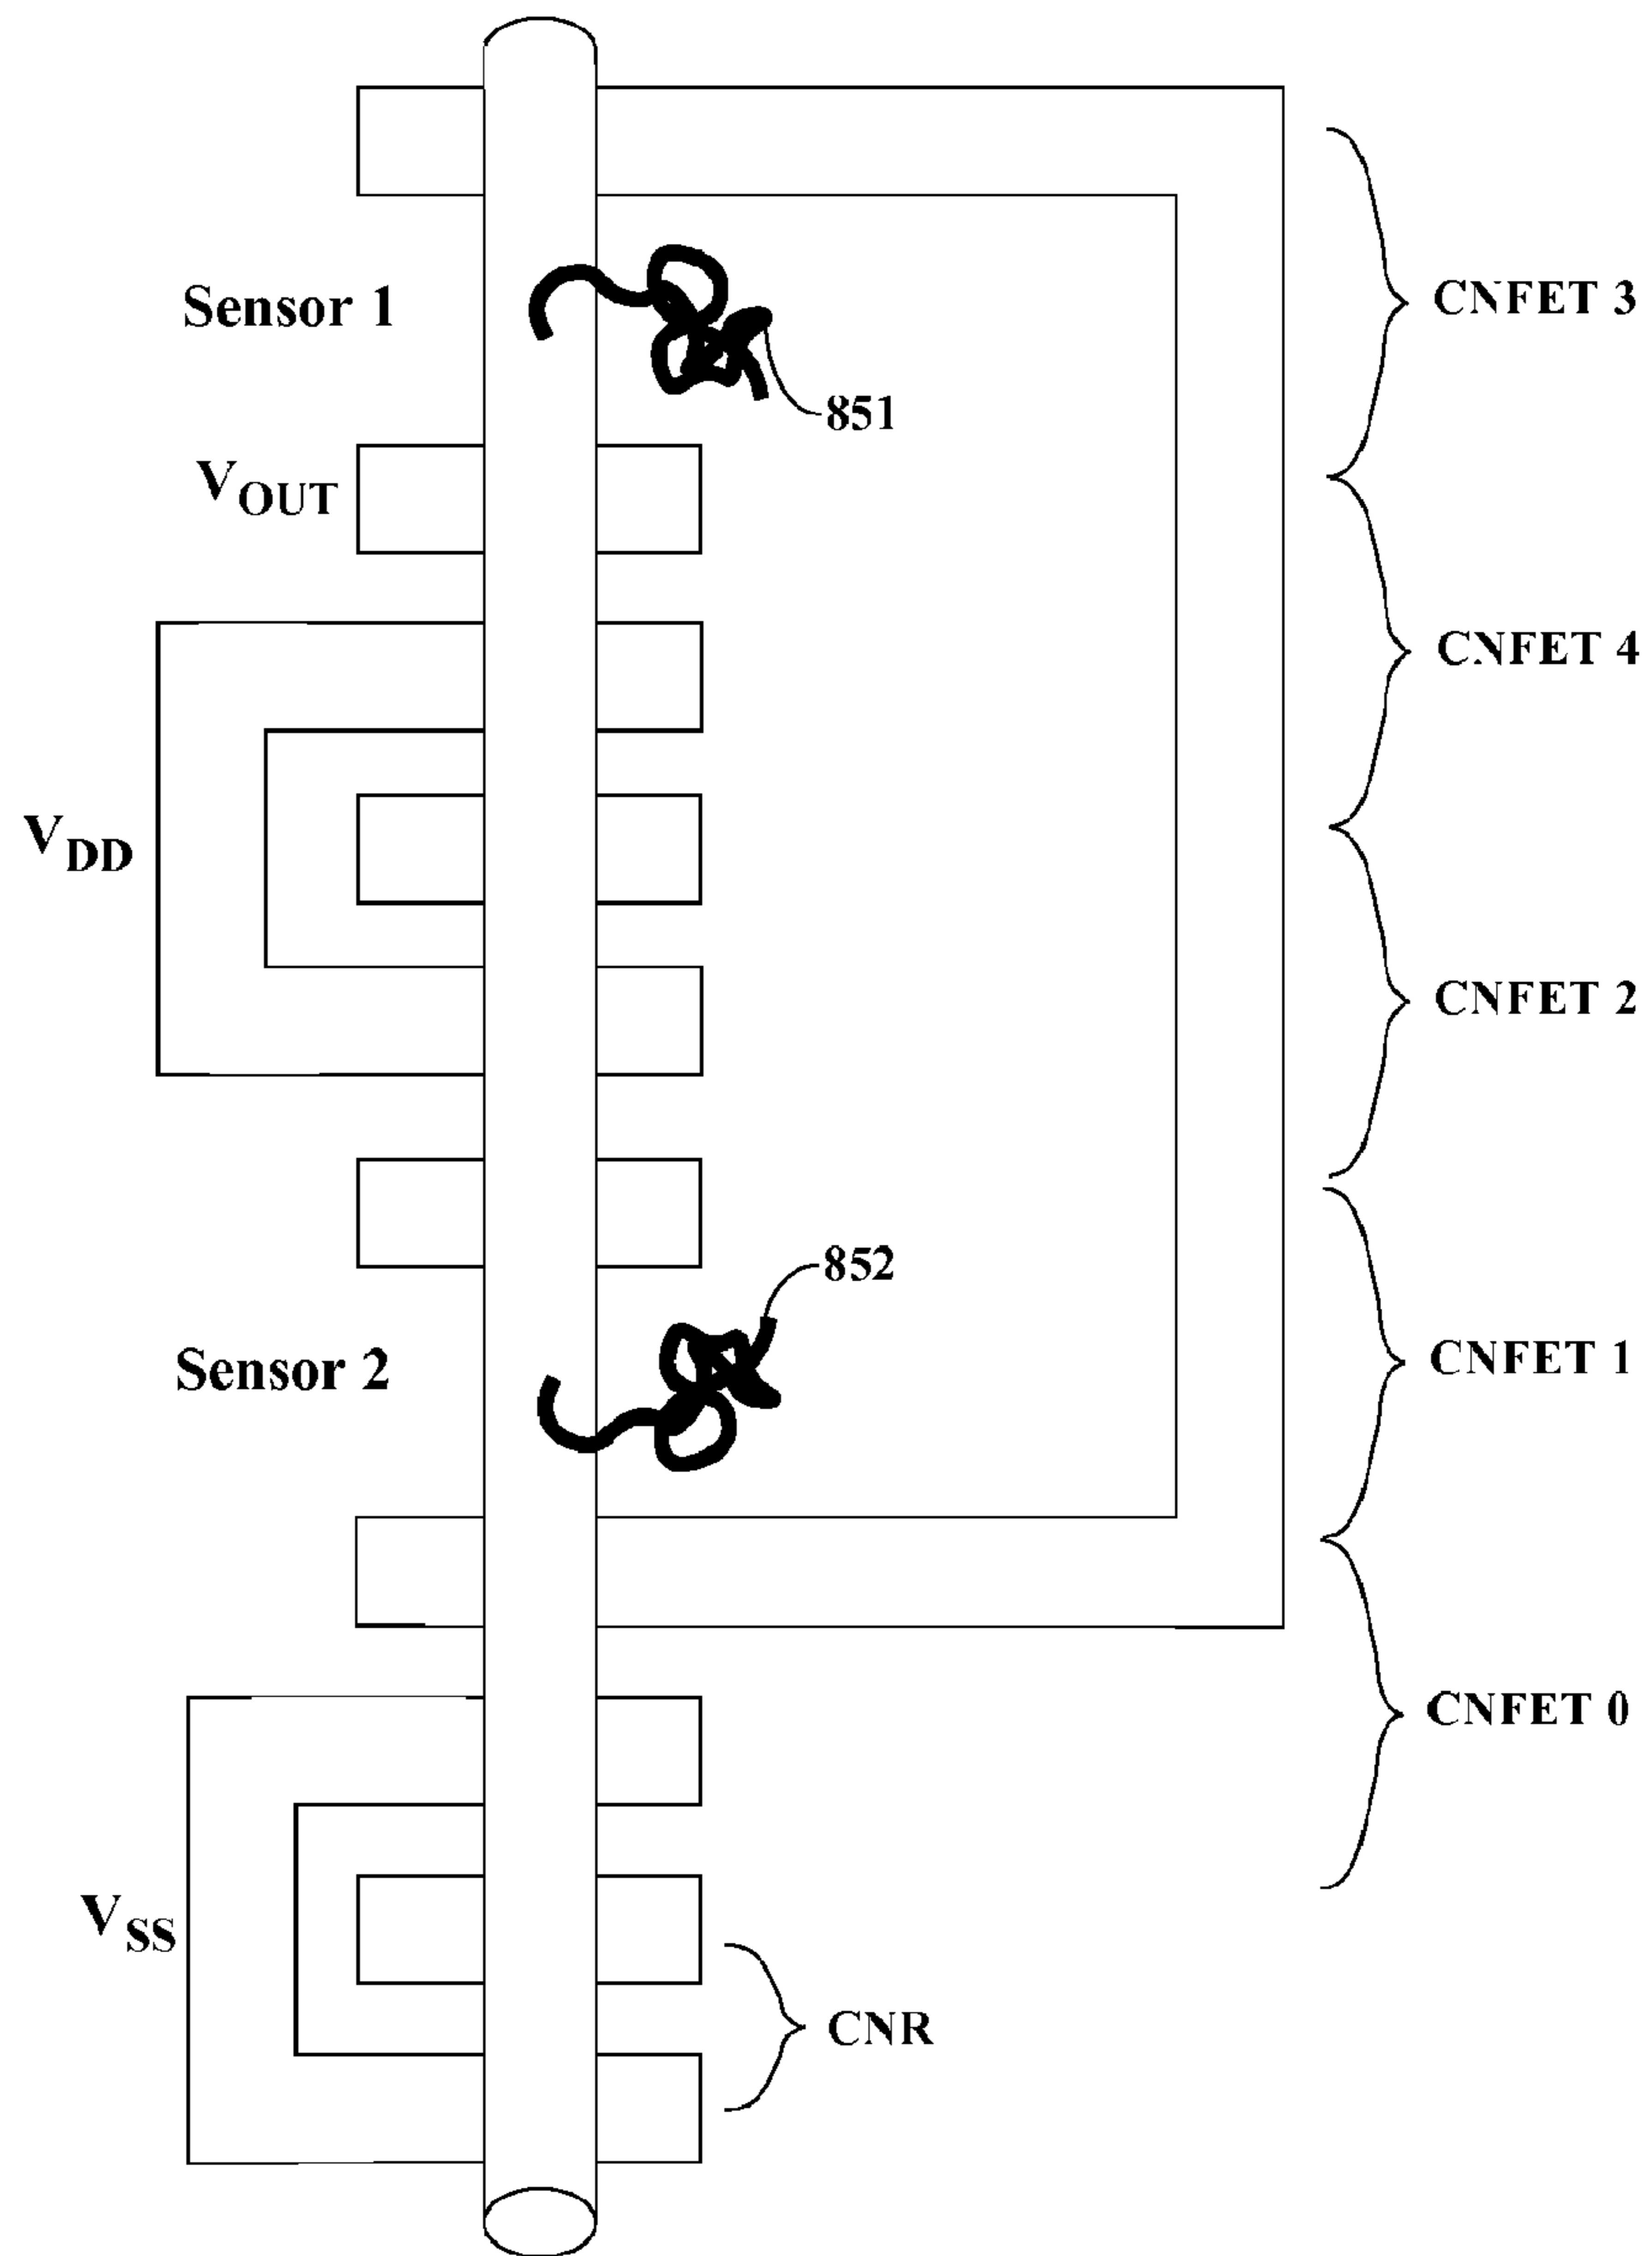 Sensor 1
CNFET 3
851
VOUT
CNFET 4
VDD
CNFET 2
852
Sensor 2
CNFET 1
CNFET 0
VSS
CNR